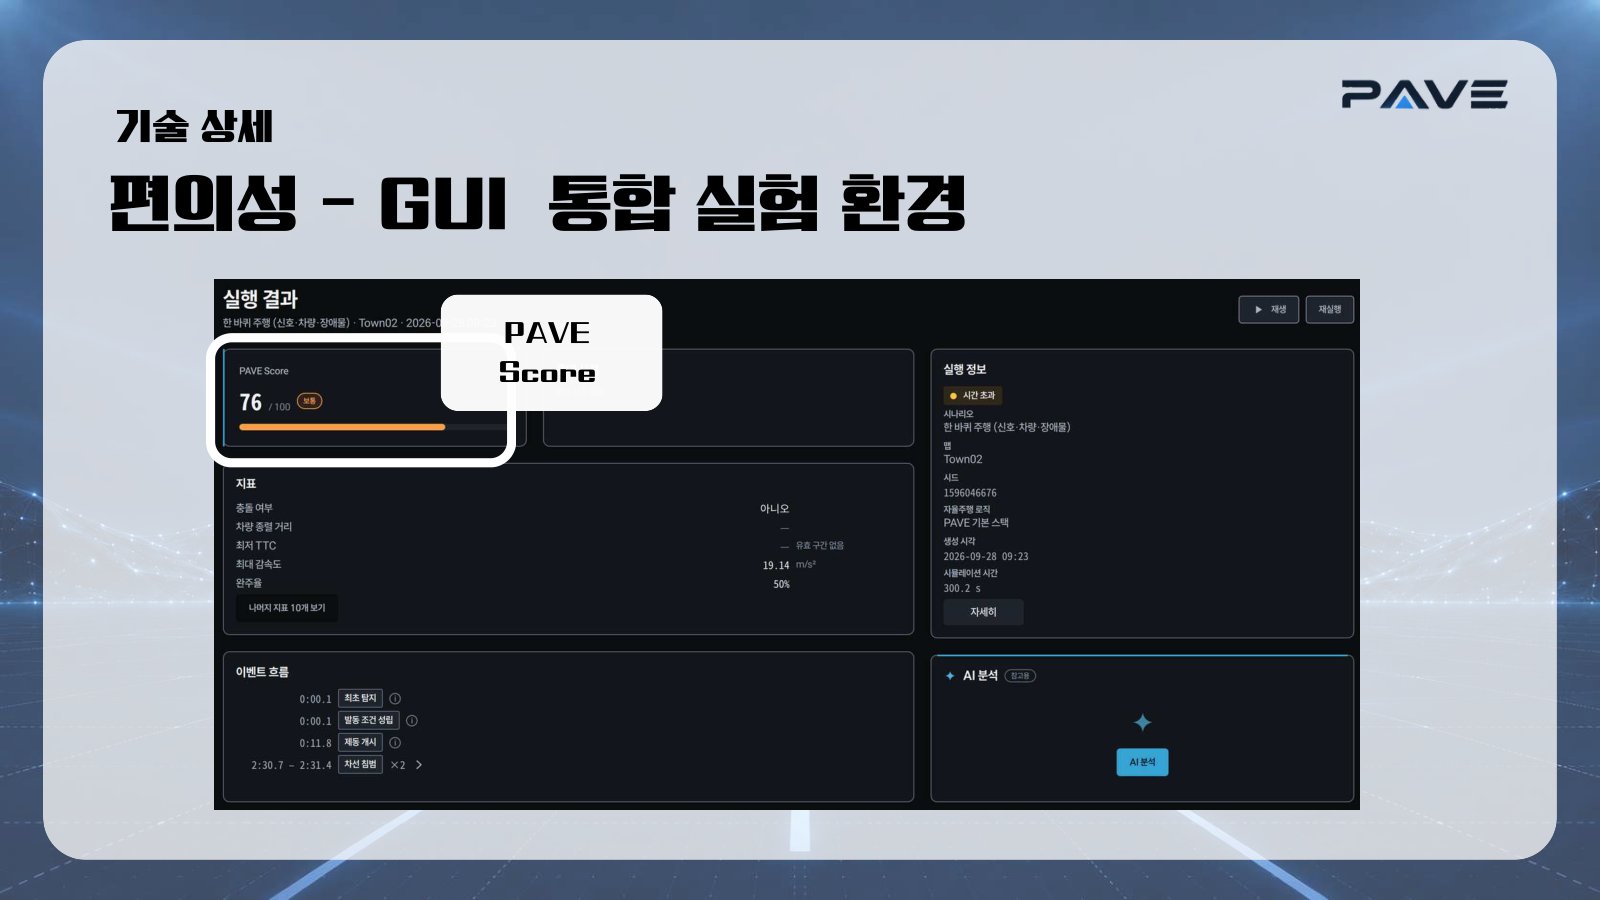 PAVE
기술 상세
편의성 - GUI 통합 실험 환경
실행 결과
한 바퀴 주행 (신호·차량·장애물) · Town02 · 2026-0
재생
재실행
PAVE
Score
PAVE Score
76 / 100 보통
지표
충돌 여부 아니오
차량 종렬 거리 —
최저 TTC — 유효 구간 없음
최대 감속도 19.14 m/s²
완주율 50%
나머지 지표 10개 보기
이벤트 흐름
0:00.1 최초 탐지
0:00.1 발동 조건 성립
0:11.8 제동 개시
2:30.7 – 2:31.4 차선 침범 ×2
실행 정보
시간 초과
시나리오
한 바퀴 주행 (신호·차량·장애물)
맵
Town02
시드
1596046676
자율주행 로직
PAVE 기본 스택
생성 시각
2026-09-28 09:23
시뮬레이션 시간
300.2 s
자세히
AI 분석 참고용
AI 분석